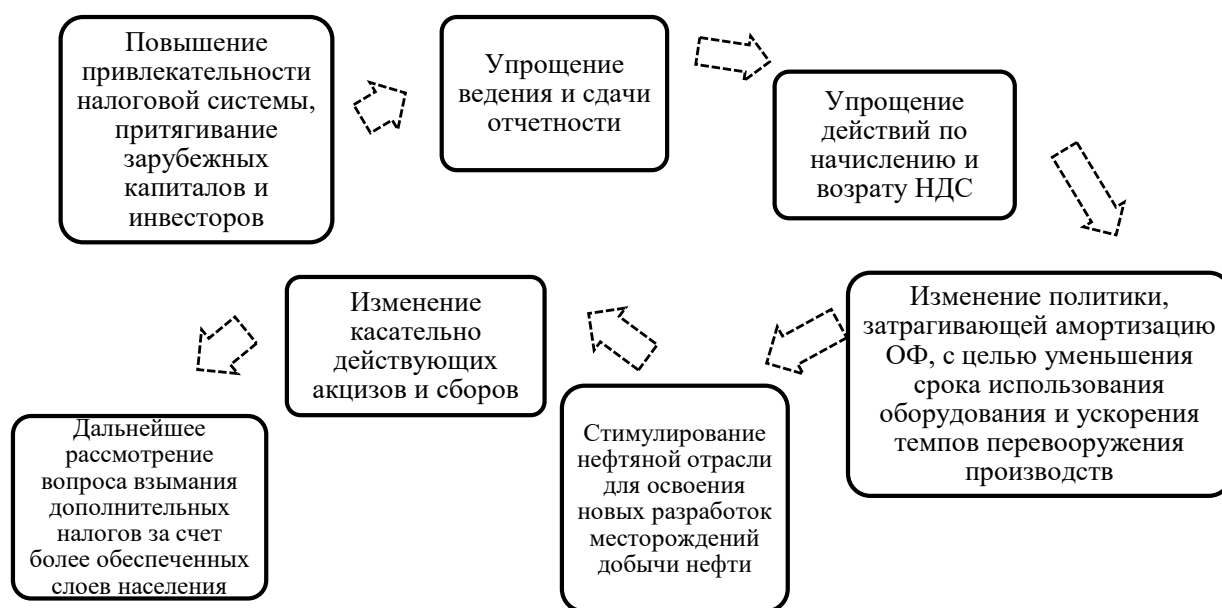 Повышение
привлекательности
налоговой системы,
притягивание
зарубежных
капиталов и
инвесторов
Упрощение
ведения и сдачи
отчетности
Упрощение
действий по
начислению и
возрату НДС
Изменение политики,
затрагивающей амортизацию
ОФ, с целью уменьшения
срока использования
оборудования и ускорения
темпов перевооружения
производств
Стимулирование
нефтяной отрасли
для освоения
новых разработок
месторождений
добычи нефти
Изменение
касательно
действующих
акцизов и сборов
Дальнейшее
рассмотрение
вопроса взымания
дополнительных
налогов за счет
более обеспеченных
слоев населения